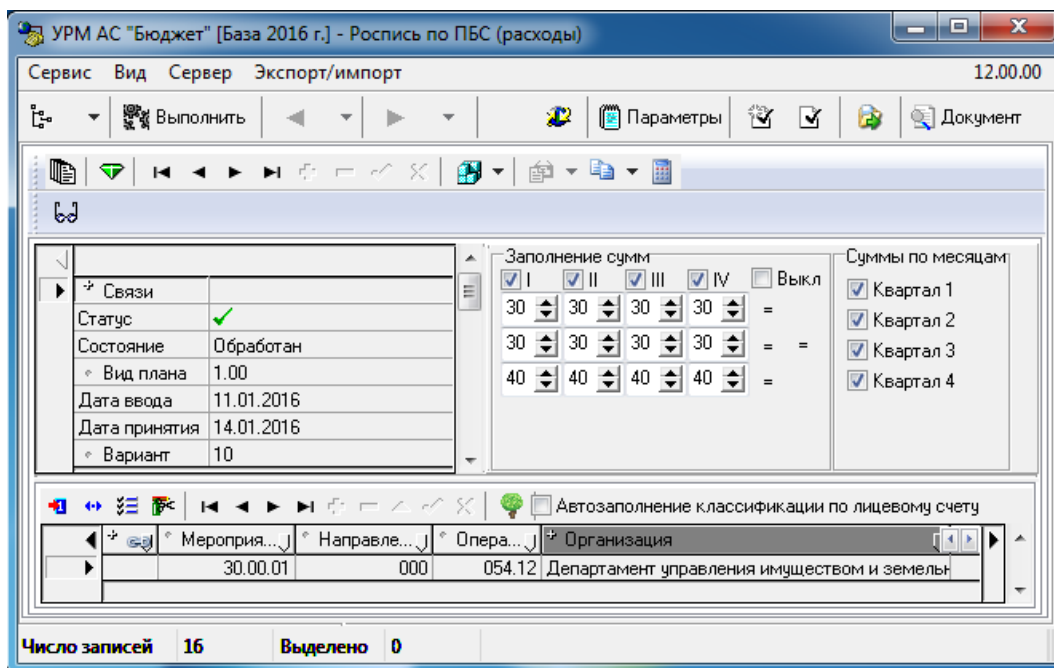 УРМ АС "Бюджет" [База 2016 г.] - Роспись по ПБС (расходы)
Сервис Вид Сервер Экспорт/импорт 12.00.00
Выполнить Параметры Документ
Заполнение сумм Суммы по месяцам
I II III IV Выкл
Связи
Статус
Состояние Обработан
Вид плана 1.00
Дата ввода 11.01.2016
Дата принятия 14.01.2016
Вариант 10
30 30 30 30 =
30 30 30 30 = =
40 40 40 40 =
Квартал 1
Квартал 2
Квартал 3
Квартал 4
Автозаполнение классификации по лицевому счету
Мероприя... Направле... Опера... Организация
30.00.01 000 054.12 Департамент управления имуществом и земельн
Число записей 16 Выделено 0